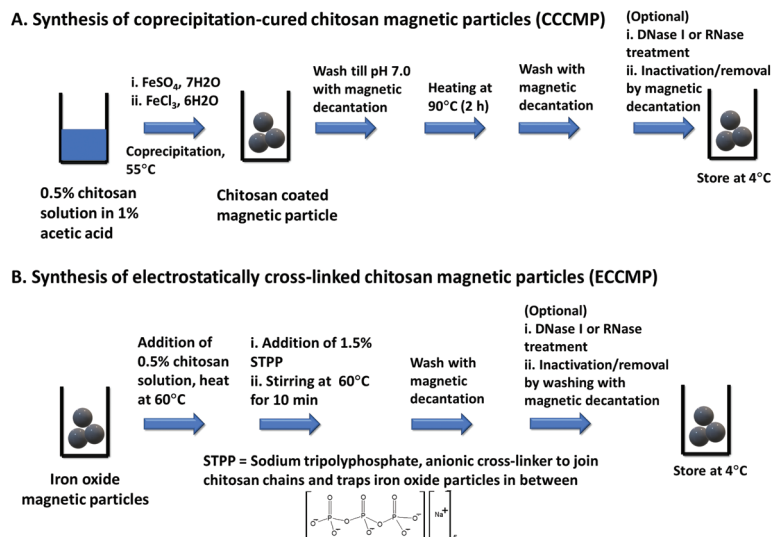 A. Synthesis of coprecipitation-cured chitosan magnetic particles (CCCMP)
(Optional)
i. DNase I or RNase
treatment
ii. Inactivation/removal
by magnetic
decantation
i. FeSO4, 7H2O
ii. FeCl3, 6H2O
Coprecipitation,
55°C
Wash till pH 7.0
with magnetic
decantation
Heating at
90°C (2 h)
Wash with
magnetic
decantation
Store at 4°C
0.5% chitosan
solution in 1%
acetic acid
Chitosan coated
magnetic particle
B. Synthesis of electrostatically cross-linked chitosan magnetic particles (ECCMP)
Addition of
0.5% chitosan
solution, heat
at 60°C
i. Addition of 1.5%
STPP
ii. Stirring at 60°C
for 10 min
Wash with
magnetic
decantation
(Optional)
i. DNase I or RNase
treatment
ii. Inactivation/removal
by washing with
magnetic decantation
Iron oxide
magnetic particles
Store at 4°C
STPP = Sodium tripolyphosphate, anionic cross-linker to join
chitosan chains and traps iron oxide particles in between
O O O
O⁻ P O P O P O⁻
O⁻ O⁻ O⁻
Na⁺